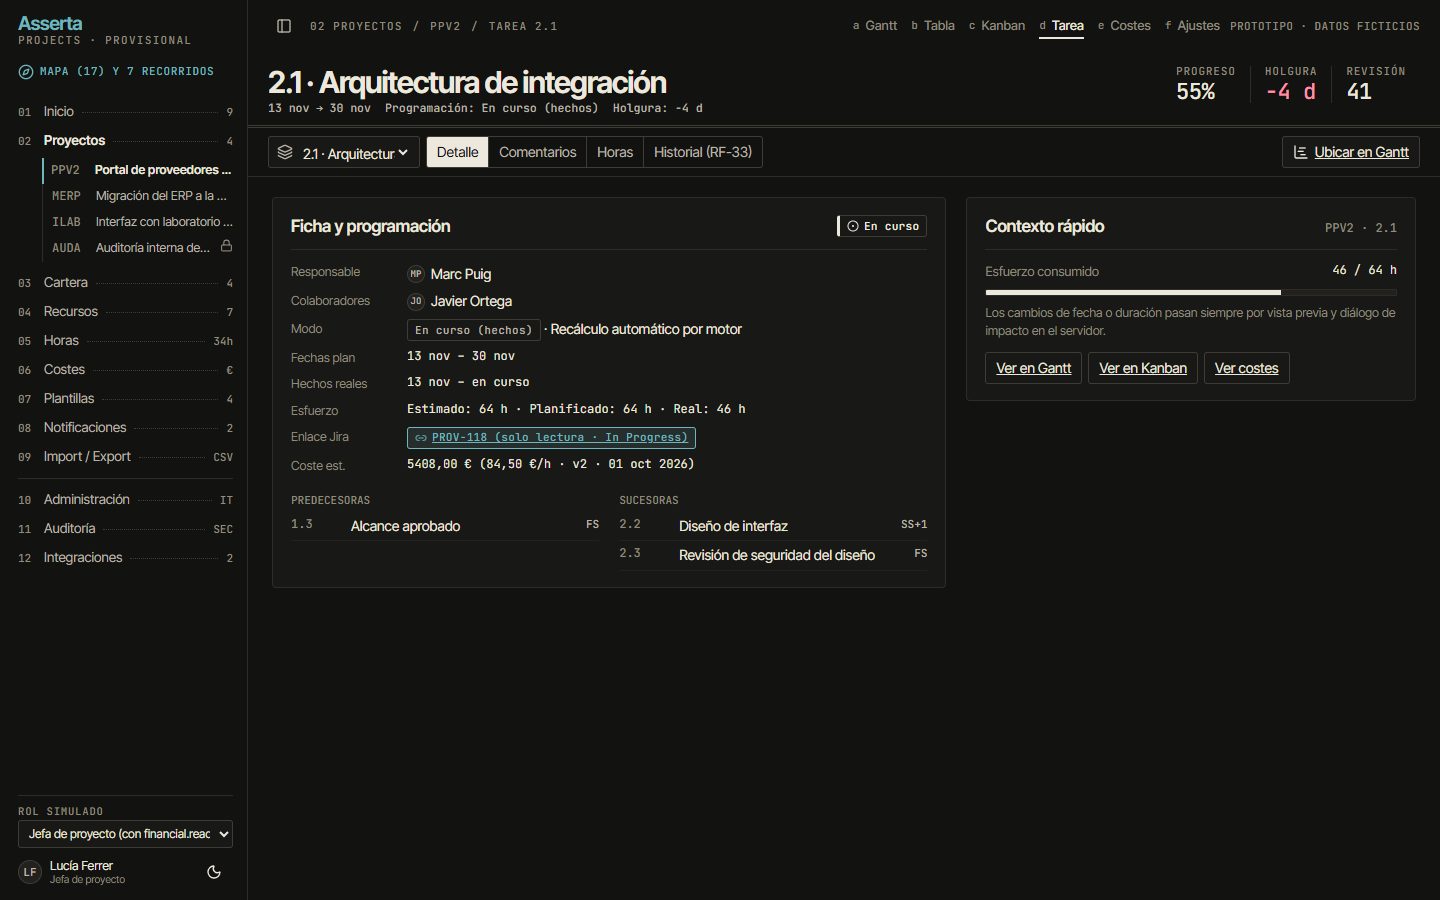 Asserta
PROJECTS · PROVISIONAL
MAPA (17) Y 7 RECORRIDOS
01 Inicio 9
02 Proyectos 4
PPV2 Portal de proveedores ...
MERP Migración del ERP a la ...
ILAB Interfaz con laboratorio ...
AUDA Auditoría interna de...
03 Cartera 4
04 Recursos 7
05 Horas 34h
06 Costes €
07 Plantillas 4
08 Notificaciones 2
09 Import / Export CSV
10 Administración IT
11 Auditoría SEC
12 Integraciones 2
ROL SIMULADO
Jefa de proyecto (con financial.read
LF Lucía Ferrer
Jefa de proyecto
02 PROYECTOS / PPV2 / TAREA 2.1
a Gantt b Tabla c Kanban d Tarea e Costes f Ajustes PROTOTIPO · DATOS FICTICIOS
2.1 · Arquitectura de integración
13 nov → 30 nov Programación: En curso (hechos) Holgura: -4 d
PROGRESO
55%
HOLGURA
-4 d
REVISIÓN
41
2.1 · Arquitectur
Detalle Comentarios Horas Historial (RF-33)
Ubicar en Gantt
Ficha y programación
En curso
Responsable MP Marc Puig
Colaboradores JO Javier Ortega
Modo En curso (hechos) · Recálculo automático por motor
Fechas plan 13 nov – 30 nov
Hechos reales 13 nov – en curso
Esfuerzo Estimado: 64 h · Planificado: 64 h · Real: 46 h
Enlace Jira PROV-118 (solo lectura · In Progress)
Coste est. 5408,00 € (84,50 €/h · v2 · 01 oct 2026)
PREDECESORAS
1.3 Alcance aprobado FS
SUCESORAS
2.2 Diseño de interfaz SS+1
2.3 Revisión de seguridad del diseño FS
Contexto rápido
PPV2 · 2.1
Esfuerzo consumido 46 / 64 h
Los cambios de fecha o duración pasan siempre por vista previa y diálogo de
impacto en el servidor.
Ver en Gantt Ver en Kanban Ver costes